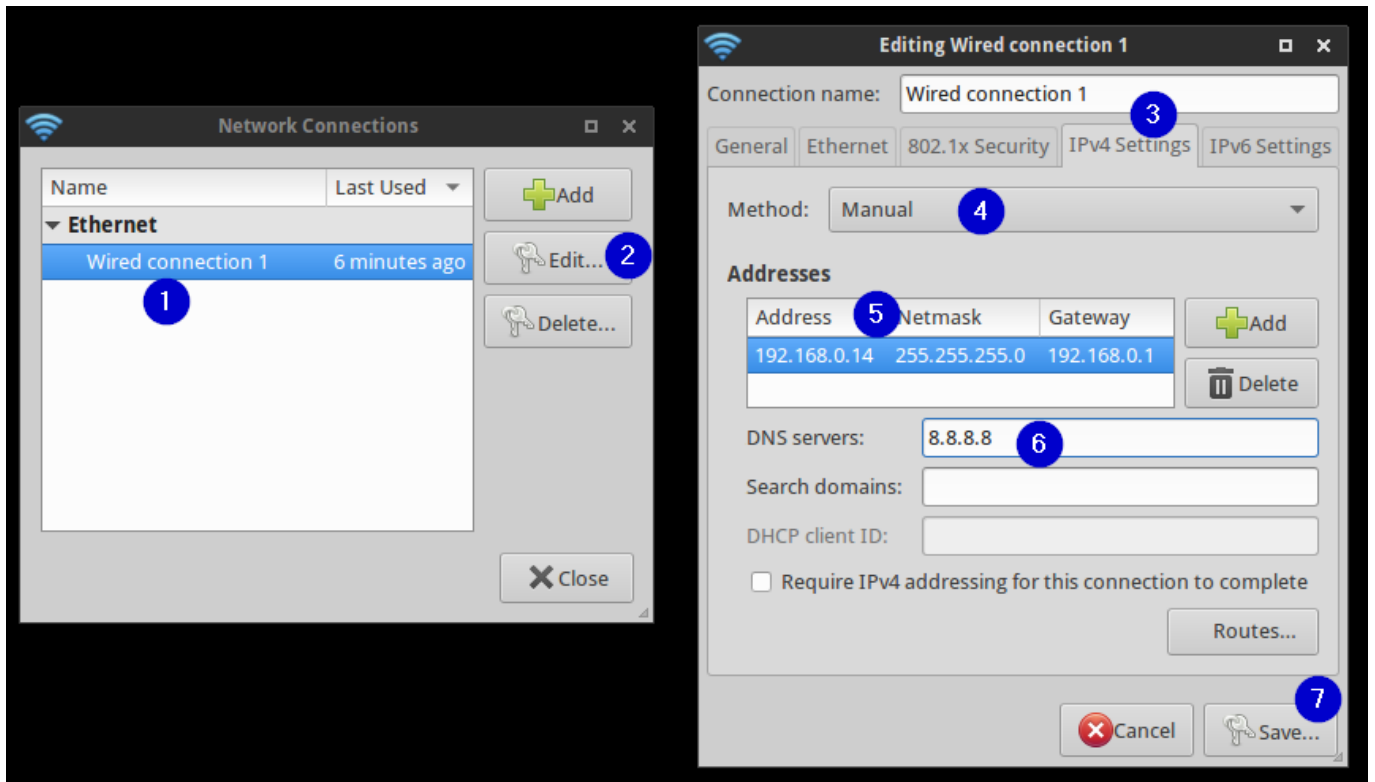 Network Connections
Name Last Used
Add
Ethernet
Wired connection 1 6 minutes ago
1
Edit... 2
Delete...
Close
Editing Wired connection 1
Connection name: Wired connection 1
3
General Ethernet 802.1x Security IPv4 Settings IPv6 Settings
Method: Manual 4
Addresses
Address 5 Netmask Gateway
192.168.0.14 255.255.255.0 192.168.0.1
Add
Delete
DNS servers: 8.8.8.8 6
Search domains:
DHCP client ID:
Require IPv4 addressing for this connection to complete
Routes...
7
Cancel Save...